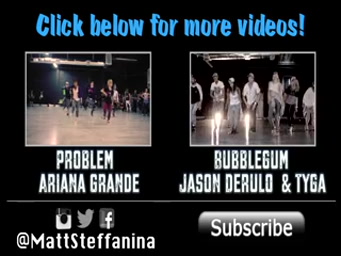 Click below for more videos!
PROBLEM
ARIANA GRANDE
BUBBLEGUM
JASON DERULO & TYGA
@MattSteffanina
Subscribe